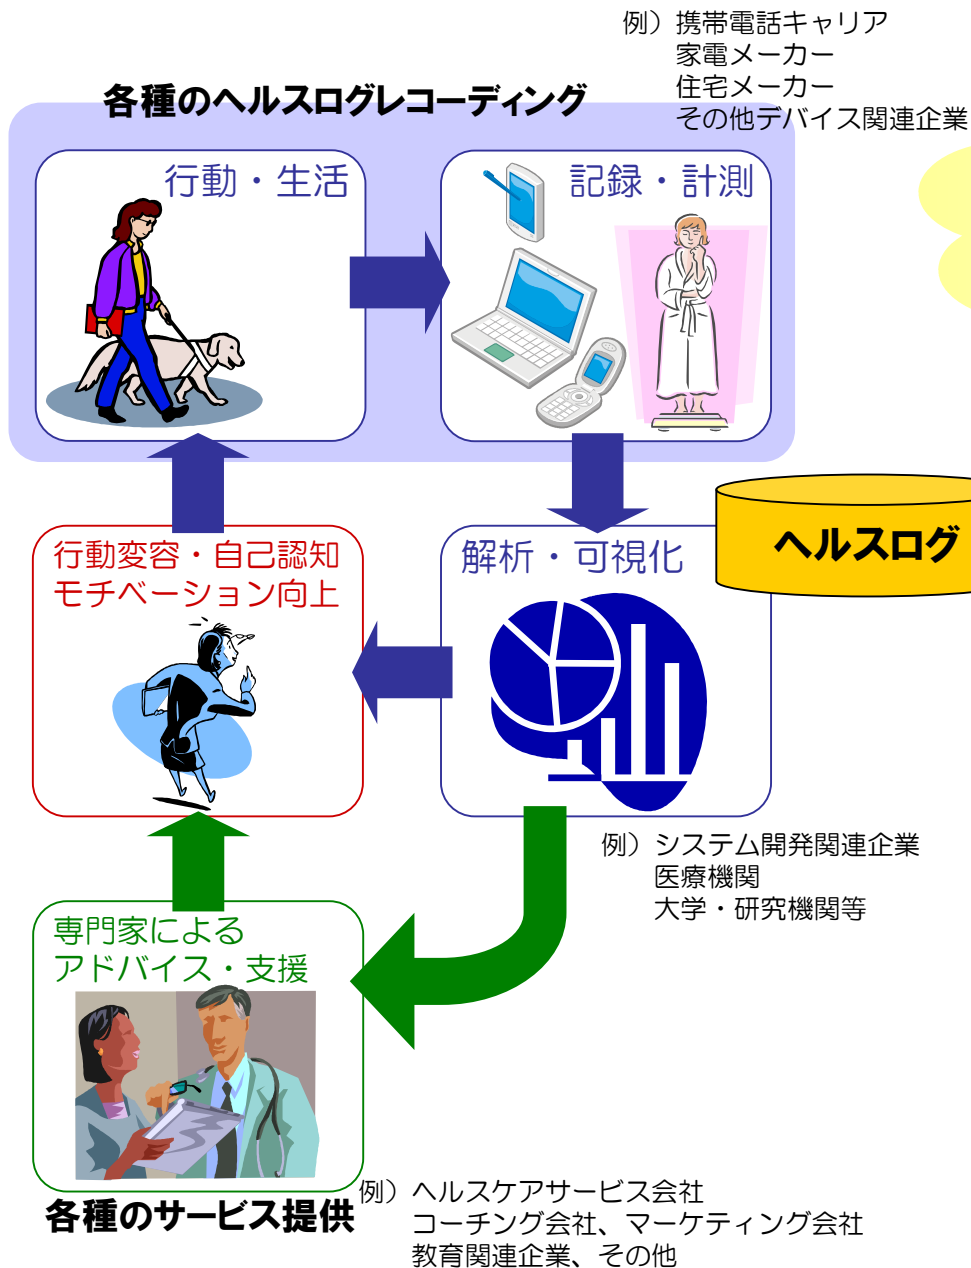 例）携帯電話キャリア
家電メーカー
住宅メーカー
その他デバイス関連企業
各種のヘルスログレコーディング
行動・生活
記録・計測
行動変容・自己認知
モチベーション向上
解析・可視化
ヘルスログ
例）システム開発関連企業
医療機関
大学・研究機関等
専門家による
アドバイス・支援
各種のサービス提供
例）ヘルスケアサービス会社
コーチング会社、マーケティング会社
教育関連企業、その他